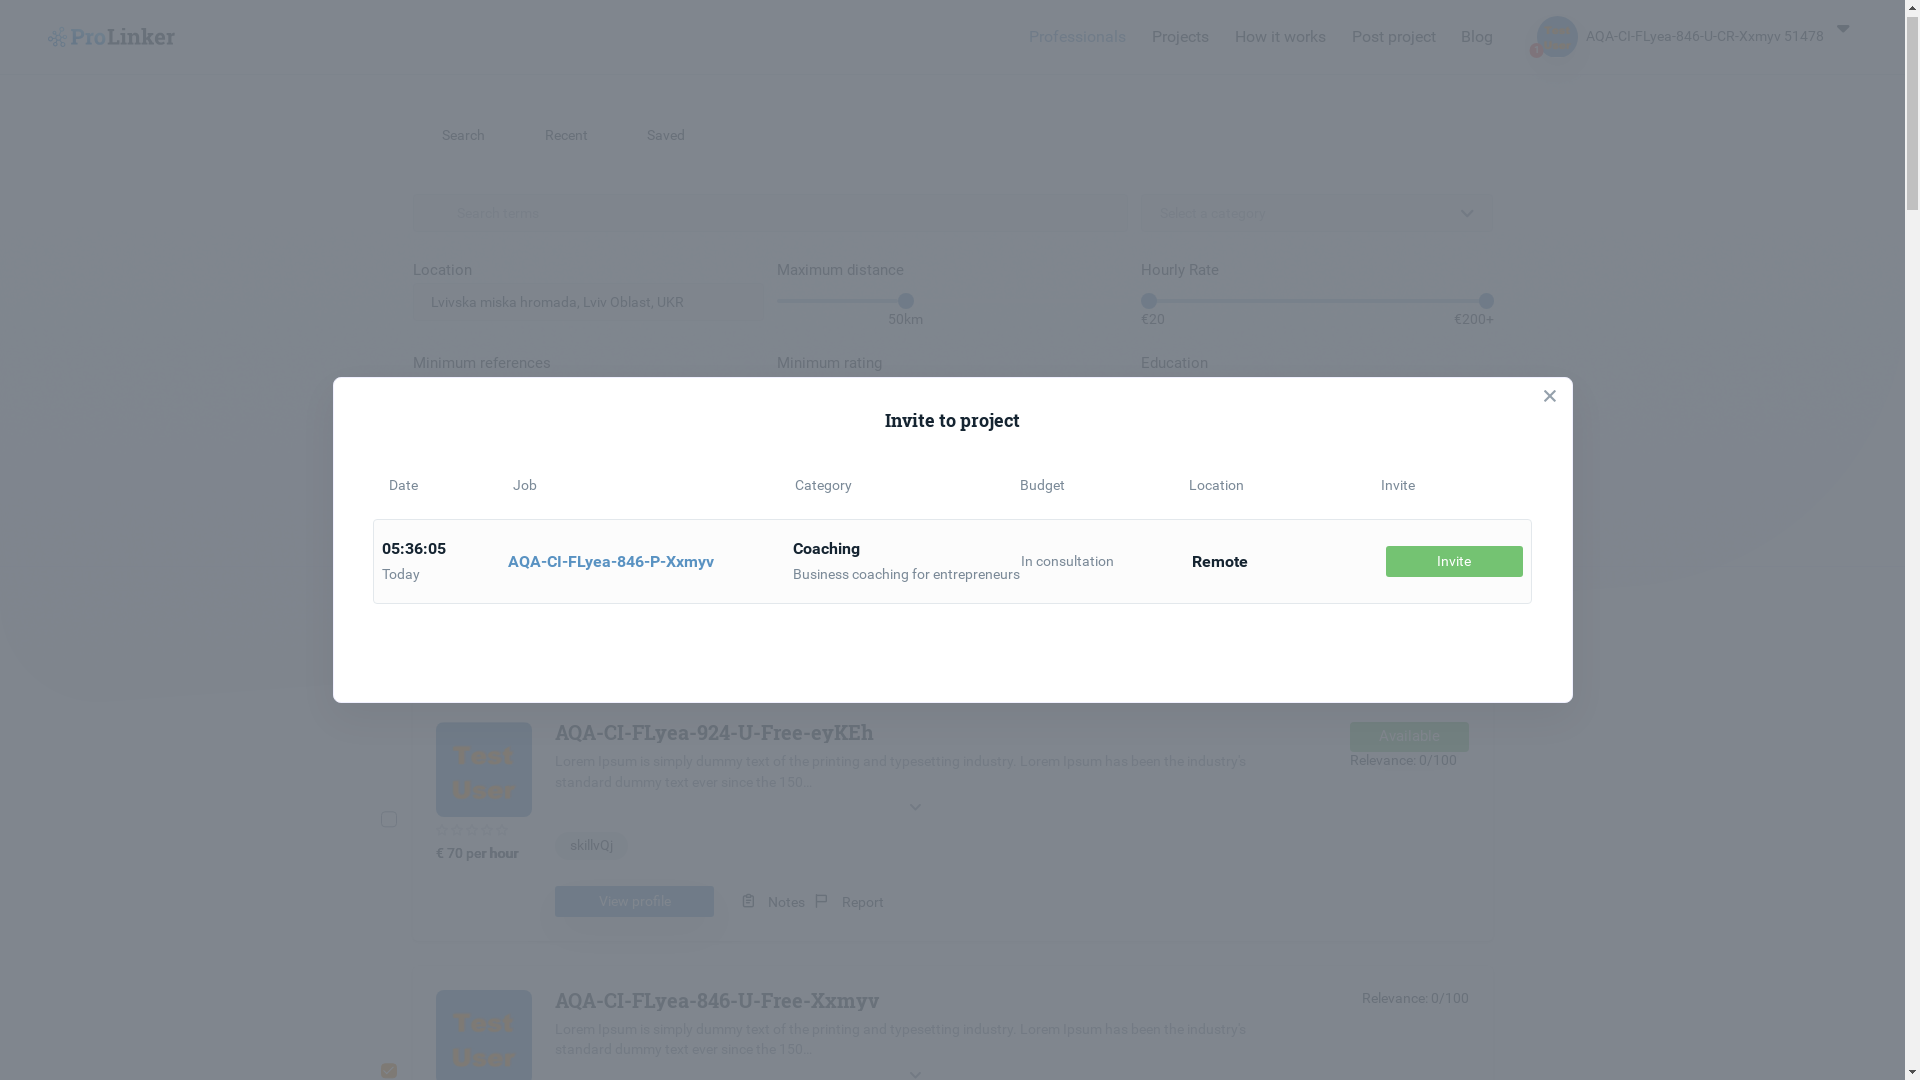 ProLinker
Professionals Projects How it works Post project Blog 1 AQA-CI-FLyea-846-U-CR-Xxmyv 51478
Search Recent Saved
Search terms Select a category
Location Maximum distance Hourly Rate
Lvivska miska hromada, Lviv Oblast, UKR
50km €20 €200+
Minimum references Minimum rating Education
Invite to project
Date Job Category Budget Location Invite
05:36:05 Today AQA-CI-FLyea-846-P-Xxmyv Coaching Business coaching for entrepreneurs In consultation Remote Invite
AQA-CI-FLyea-924-U-Free-eyKEh
Available
Test
User
Lorem Ipsum is simply dummy text of the printing and typesetting industry. Lorem Ipsum has been the industry's
standard dummy text ever since the 150...
Relevance: 0/100
€ 70 per hour
skillvQj
View profile Notes Report
AQA-CI-FLyea-846-U-Free-Xxmyv
Relevance: 0/100
Test
User
Lorem Ipsum is simply dummy text of the printing and typesetting industry. Lorem Ipsum has been the industry's
standard dummy text ever since the 150...